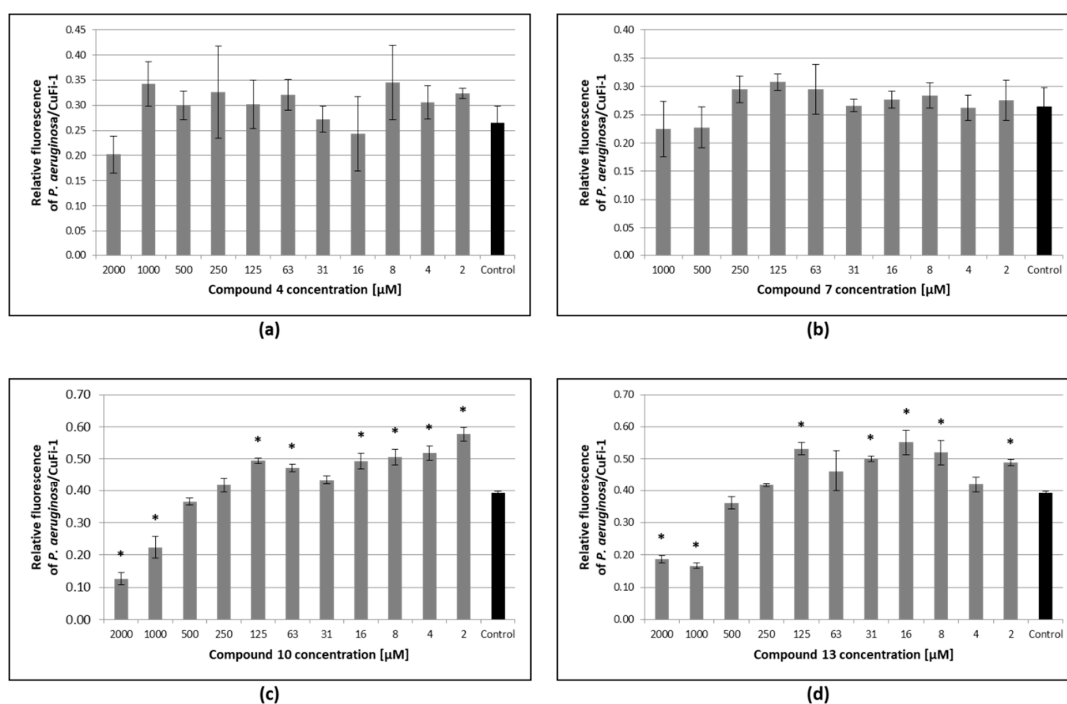 Relative fluorescence
of P. aeruginosa/CuFi-1
0.45
0.40
0.35
0.30
0.25
0.20
0.15
0.10
0.05
0.00
2000 1000 500 250 125 63 31 16 8 4 2 Control
Compound 4 concentration [µM]
(a)
Relative fluorescence
of P. aeruginosa/CuFi-1
0.40
0.35
0.30
0.25
0.20
0.15
0.10
0.05
0.00
1000 500 250 125 63 31 16 8 4 2 Control
Compound 7 concentration [µM]
(b)
Relative fluorescence
of P. aeruginosa/CuFi-1
0.70
0.60
0.50
0.40
0.30
0.20
0.10
0.00
* * * * * * * *
2000 1000 500 250 125 63 31 16 8 4 2 Control
Compound 10 concentration [µM]
(c)
Relative fluorescence
of P. aeruginosa/CuFi-1
0.70
0.60
0.50
0.40
0.30
0.20
0.10
0.00
* * * * * * *
2000 1000 500 250 125 63 31 16 8 4 2 Control
Compound 13 concentration [µM]
(d)